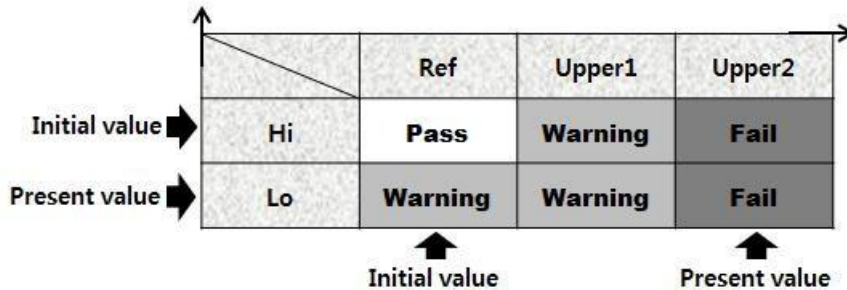 Ref Upper1 Upper2
Initial value Hi Pass Warning Fail
Present value Lo Warning Warning Fail
Initial value Present value